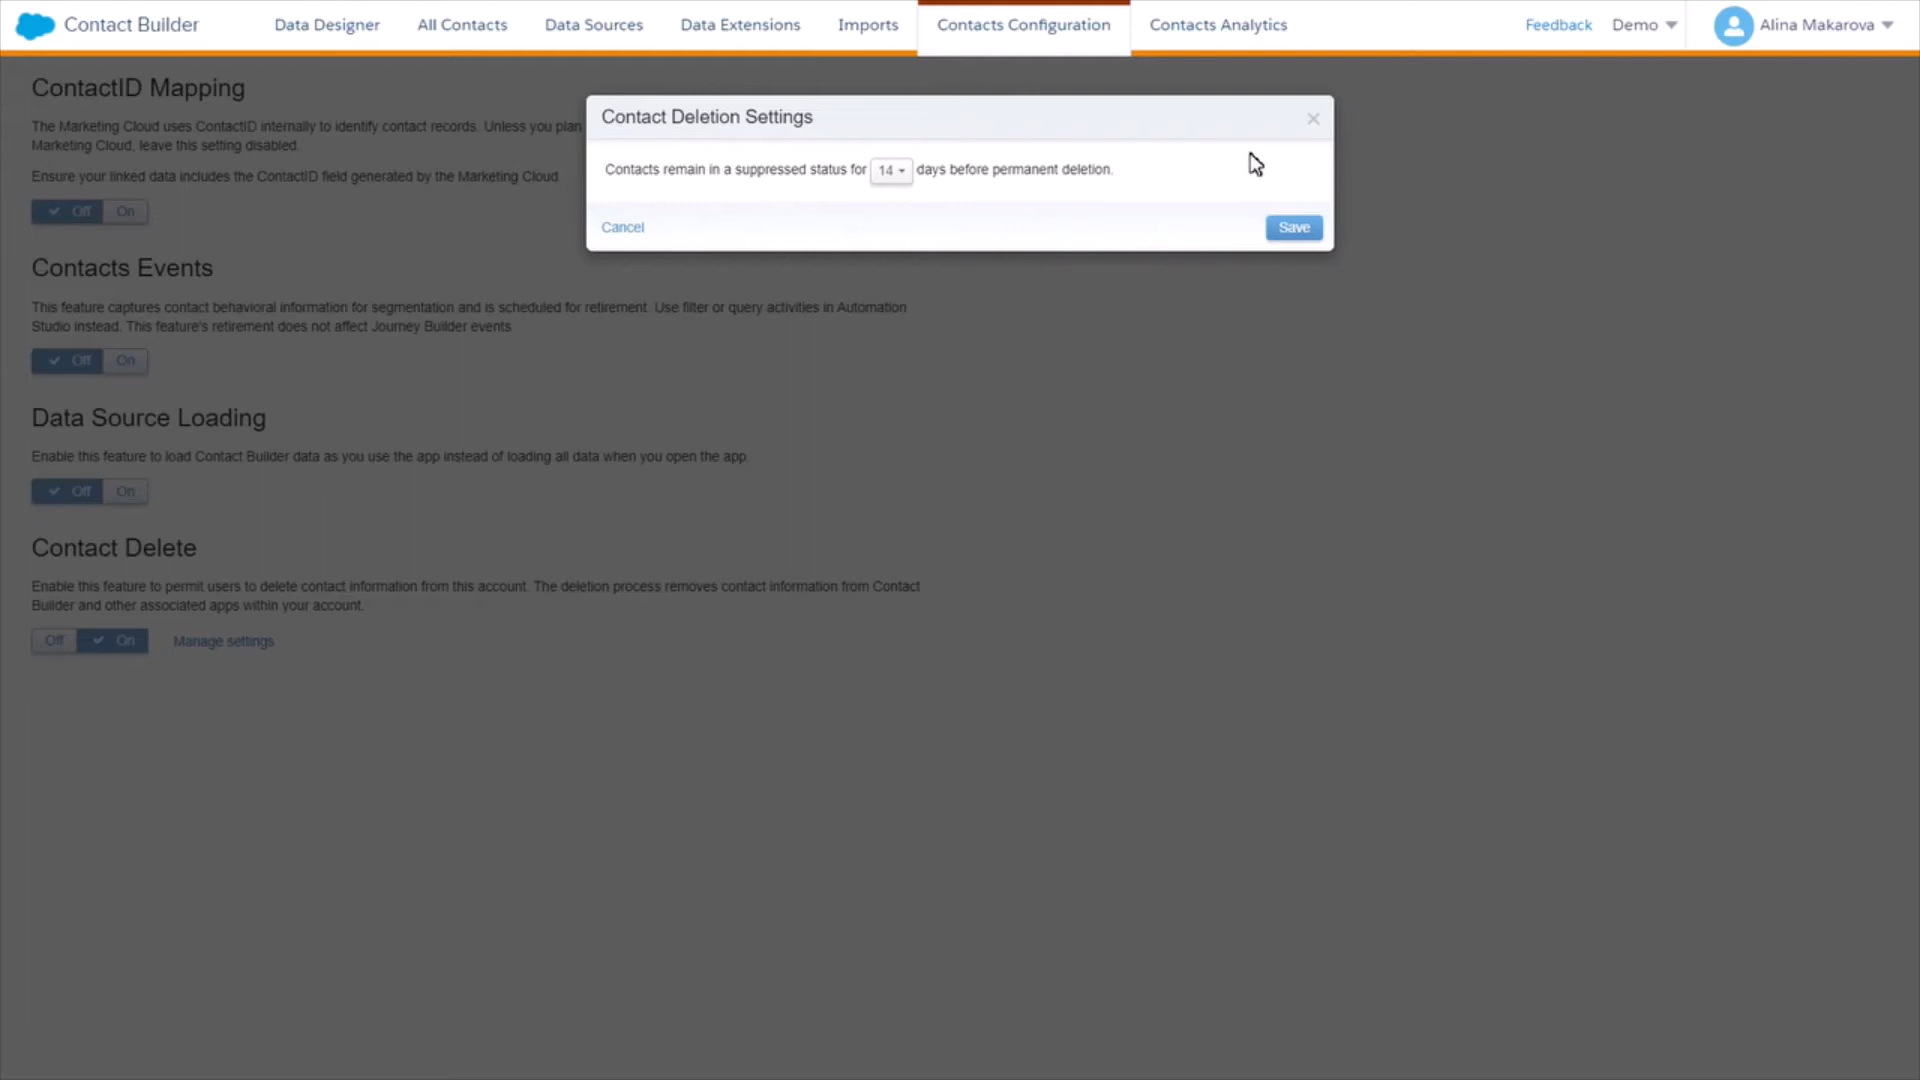 Contact Builder
Data Designer
All Contacts
Data Sources
Data Extensions
Imports
Contacts Configuration
Contacts Analytics
Feedback
Demo
Alina Makarova
ContactID Mapping
The Marketing Cloud uses ContactID internally to identify contact records. Unless you plan
Marketing Cloud, leave this setting disabled.
Ensure your linked data includes the ContactID field generated by the Marketing Cloud.
Off On
Contact Deletion Settings
Contacts remain in a suppressed status for 14 days before permanent deletion.
Cancel
Save
Contacts Events
This feature captures contact behavioral information for segmentation and is scheduled for retirement. Use filter or query activities in Automation
Studio instead. This feature's retirement does not affect Journey Builder events
Off On
Data Source Loading
Enable this feature to load Contact Builder data as you use the app instead of loading all data when you open the app.
Off On
Contact Delete
Enable this feature to permit users to delete contact information from this account. The deletion process removes contact information from Contact
Builder and other associated apps within your account.
Off On Manage settings